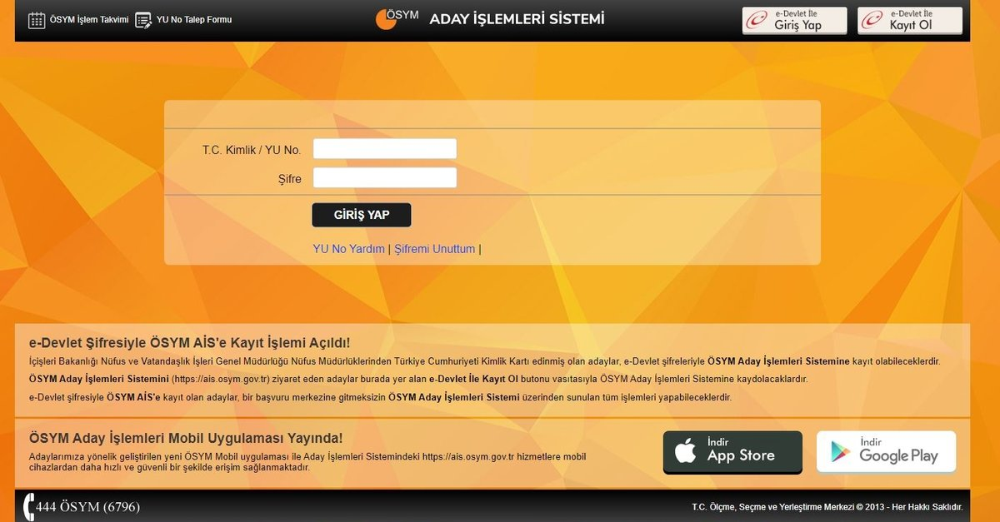 ÖSYM İşlem Takvimi
YU No Talep Formu
ÖSYM
ADAY İŞLEMLERİ SİSTEMİ
e-Devlet İle
Giriş Yap
e-Devlet İle
Kayıt Ol
T.C. Kimlik / YU No.
Şifre
GİRİŞ YAP
YU No Yardım | Şifremi Unuttum |
e-Devlet Şifresiyle ÖSYM AİS'e Kayıt İşlemi Açıldı!
İçişleri Bakanlığı Nüfus ve Vatandaşlık İşleri Genel Müdürlüğü Nüfus Müdürlüklerinden Türkiye Cumhuriyeti Kimlik Kartı edinmiş olan adaylar, e-Devlet şifreleriyle ÖSYM Aday İşlemleri Sistemine kayıt olabileceklerdir.
ÖSYM Aday İşlemleri Sistemini (https://ais.osym.gov.tr) ziyaret eden adaylar burada yer alan e-Devlet İle Kayıt Ol butonu vasıtasıyla ÖSYM Aday İşlemleri Sistemine kaydolacaklardır.
e-Devlet şifresiyle ÖSYM AİS'e kayıt olan adaylar, bir başvuru merkezine gitmeksizin ÖSYM Aday İşlemleri Sistemi üzerinden sunulan tüm işlemleri yapabileceklerdir.
ÖSYM Aday İşlemleri Mobil Uygulaması Yayında!
Adaylarımıza yönelik geliştirilen yeni ÖSYM Mobil uygulaması ile Aday İşlemleri Sistemindeki https://ais.osym.gov.tr hizmetlere mobil
cihazlardan daha hızlı ve güvenli bir şekilde erişim sağlanmaktadır.
İndir
App Store
İndir
Google Play
444 ÖSYM (6796)
T.C. Ölçme, Seçme ve Yerleştirme Merkezi © 2013 - Her Hakkı Saklıdır.